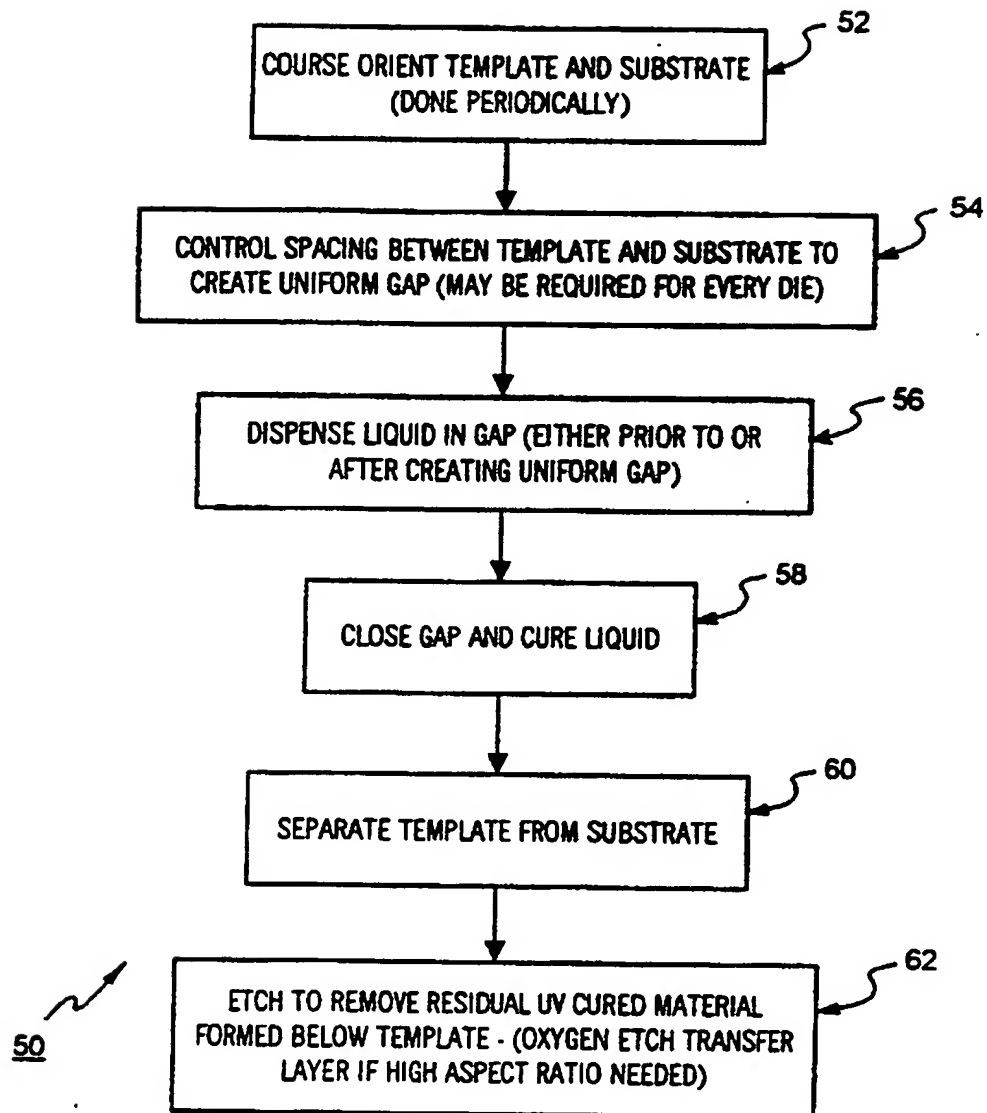 52
COURSE ORIENT TEMPLATE AND SUBSTRATE
(DONE PERIODICALLY)
54
CONTROL SPACING BETWEEN TEMPLATE AND SUBSTRATE TO
CREATE UNIFORM GAP (MAY BE REQUIRED FOR EVERY DIE)
56
DISPENSE LIQUID IN GAP (EITHER PRIOR TO OR
AFTER CREATING UNIFORM GAP)
58
CLOSE GAP AND CURE LIQUID
60
SEPARATE TEMPLATE FROM SUBSTRATE
62
ETCH TO REMOVE RESIDUAL UV CURED MATERIAL
FORMED BELOW TEMPLATE - (OXYGEN ETCH TRANSFER
LAYER IF HIGH ASPECT RATIO NEEDED)
50